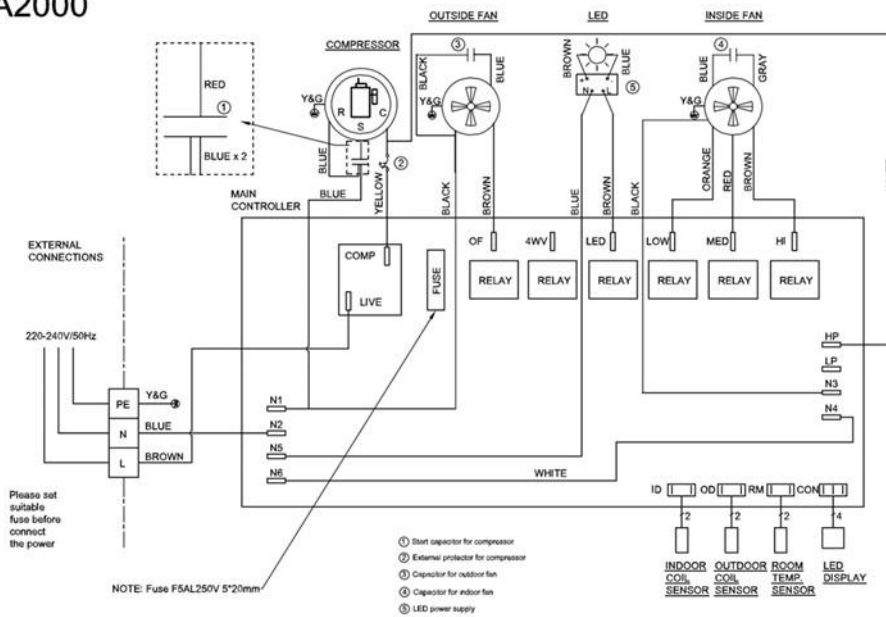 A2000
OUTSIDE FAN
LED
INSIDE FAN
COMPRESSOR
③
④
BLACK
BLUE
BROWN
BLUE
BLUE
GRAY
RED
①
BLUE x 2
Y&G
R
C
S
Y&G
N
L
⑤
Y&G
BLUE
②
YELLOW
BLACK
BROWN
BLUE
BROWN
BLACK
ORANGE
RED
BROWN
MAIN
CONTROLLER
BLUE
EXTERNAL
CONNECTIONS
COMP
LIVE
FUSE
OF
4WV
LED
LOW
MED
HI
RELAY
RELAY
RELAY
RELAY
RELAY
RELAY
220-240V/50Hz
HP
LP
N3
N4
PE
Y&G
N
BLUE
L
BROWN
N1
N2
N5
N6
WHITE
Please set
suitable
fuse before
connect
the power
ID
OD
RM
CON
2
2
2
4
INDOOR
COIL
SENSOR
OUTDOOR
COIL
SENSOR
ROOM
TEMP.
SENSOR
LED
DISPLAY
① Start capacitor for compressor
② External protector for compressor
③ Capacitor for outdoor fan
④ Capacitor for indoor fan
⑤ LED power supply
NOTE: Fuse F5AL250V 5*20mm